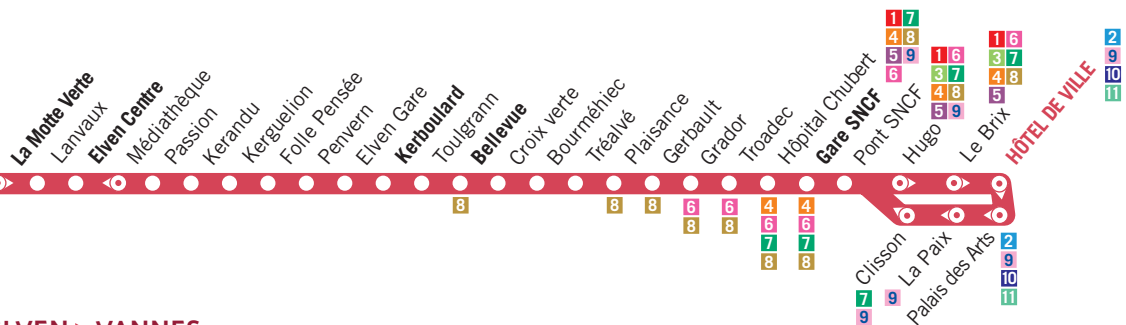 La Motte Verte
Lanvaux
Elven Centre
Médiathèque
Passion
Kerandu
Kerguelion
Folle Pensée
Penvern
Elven Gare
Kerboulard
Toulgrann
8
Bellevue
Croix verte
Bourméhiec
Tréalvé
8
Plaisance
8
Gerbault
6
8
Grador
6
8
Troadec
4
6
7
8
Hôpital Chubert
4
6
7
8
Gare SNCF
1 7
4 8
5 9
6
Pont SNCF
Hugo
1 6
3 7
4 8
5 9
Le Brix
1 6
3 7
4 8
5
HÔTEL DE VILLE
2
9
10
11
Clisson
7
9
La Paix
9
Palais des Arts
2
9
10
11